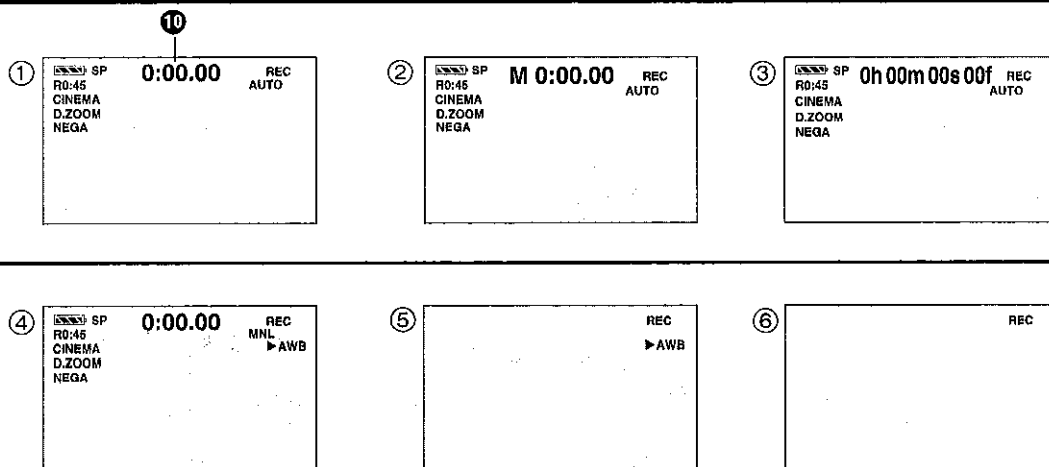 10
1 SP 0:00.00 REC
R0:45 AUTO
CINEMA
D.ZOOM
NEGA
2 SP M 0:00.00 REC
R0:45 AUTO
CINEMA
D.ZOOM
NEGA
3 SP 0h 00m 00s 00f REC
R0:45 AUTO
CINEMA
D.ZOOM
NEGA
4 SP 0:00.00 REC
R0:45 MNL
CINEMA ▶AWB
D.ZOOM
NEGA
5 REC
▶AWB
6 REC